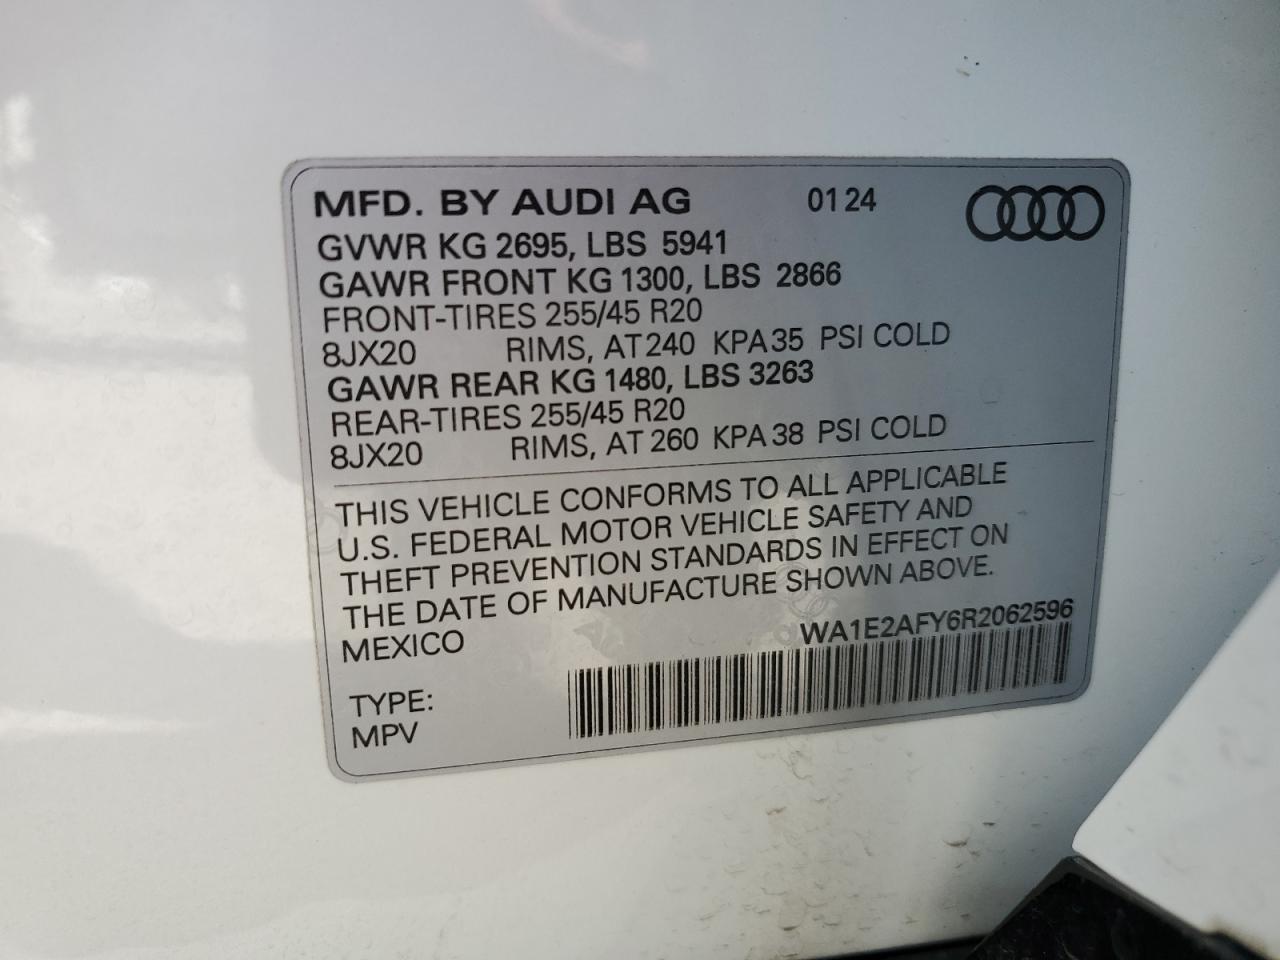 MFD. BY AUDI AG 01 24
GVWR KG 2695, LBS 5941
GAWR FRONT KG 1300, LBS 2866
FRONT-TIRES 255/45 R20
8JX20 RIMS, AT 240 KPA 35 PSI COLD
GAWR REAR KG 1480, LBS 3263
REAR-TIRES 255/45 R20
8JX20 RIMS, AT 260 KPA 38 PSI COLD
THIS VEHICLE CONFORMS TO ALL APPLICABLE
U.S. FEDERAL MOTOR VEHICLE SAFETY AND
THEFT PREVENTION STANDARDS IN EFFECT ON
THE DATE OF MANUFACTURE SHOWN ABOVE.
MEXICO WA1E2AFY6R2062596
TYPE:
MPV